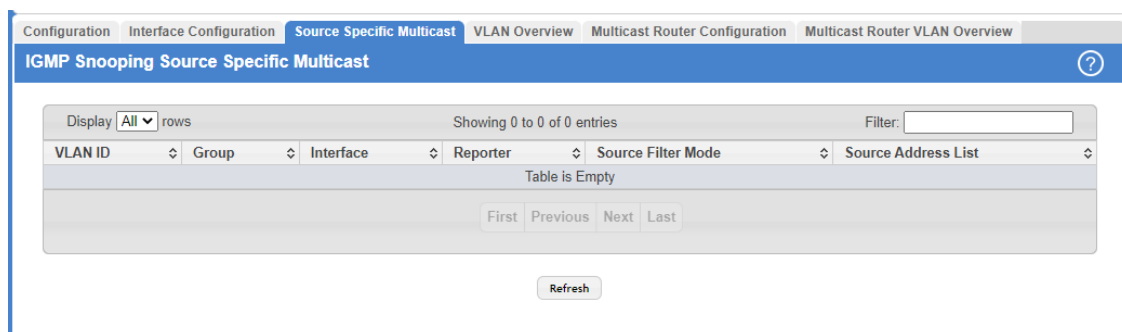 Configuration Interface Configuration Source Specific Multicast VLAN Overview Multicast Router Configuration Multicast Router VLAN Overview
IGMP Snooping Source Specific Multicast ?
Display All rows Showing 0 to 0 of 0 entries Filter:
VLAN ID Group Interface Reporter Source Filter Mode Source Address List
Table is Empty
First Previous Next Last
Refresh